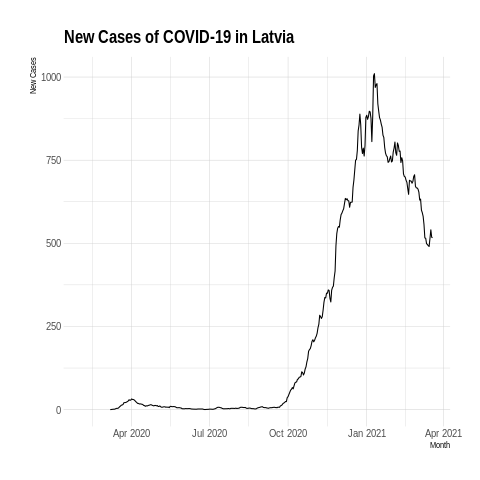 New Cases of COVID-19 in Latvia
New Cases
1000
750
500
250
0
Apr 2020
Jul 2020
Oct 2020
Jan 2021
Apr 2021
Month